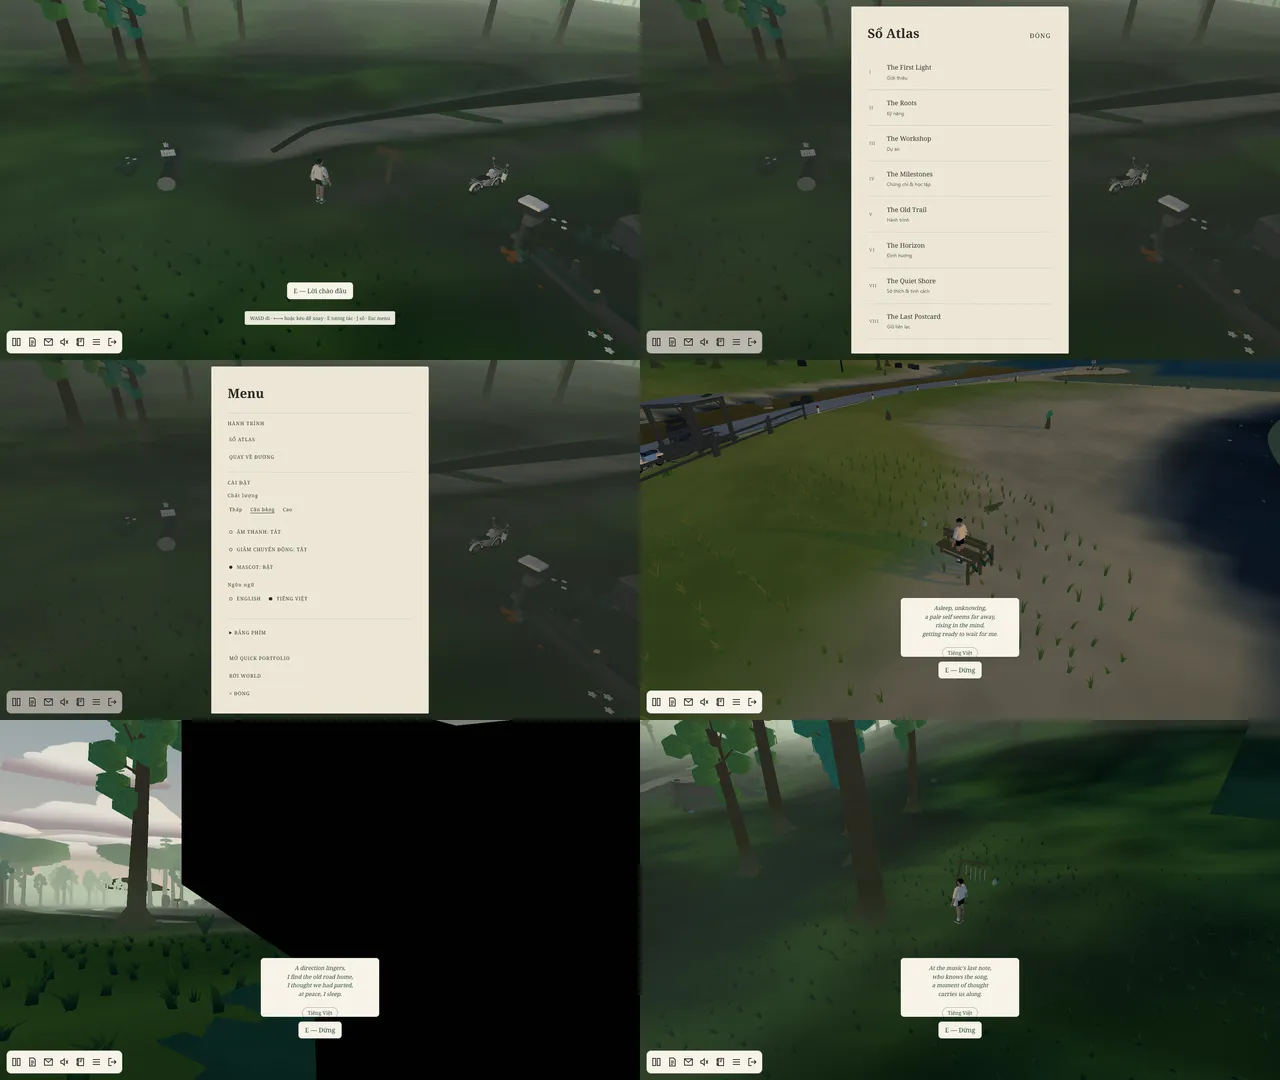 E — Lời chào đầu
WASD đi · ←→ hoặc kéo để xoay · E tương tác · J sổ · Esc menu
Sổ Atlas
ĐÓNG
I
The First Light
Giới thiệu
II
The Roots
Kỹ năng
III
The Workshop
Dự án
IV
The Milestones
Chứng chỉ & học tập
V
The Old Trail
Hành trình
VI
The Horizon
Định hướng
VII
The Quiet Shore
Sở thích & tính cách
VIII
The Last Postcard
Giữ liên lạc
Menu
HÀNH TRÌNH
SỔ ATLAS
QUAY VỀ ĐƯỜNG
CÀI ĐẶT
Chất lượng
Thấp Cân bằng Cao
ÂM THANH: TẮT
GIẢM CHUYỂN ĐỘNG: TẮT
MASCOT: BẬT
Ngôn ngữ
ENGLISH TIẾNG VIỆT
BẢNG PHÍM
MỞ QUICK PORTFOLIO
RỜI WORLD
× ĐÓNG
Asleep, unknowing,
a pale self seems far away,
rising in the mind,
getting ready to wait for me.
Tiếng Việt
E — Dừng
A direction lingers,
I find the old road home,
I thought we had parted,
at peace, I sleep.
Tiếng Việt
E — Dừng
At the music's last note,
who knows the song,
a moment of thought
carries us along.
Tiếng Việt
E — Dừng